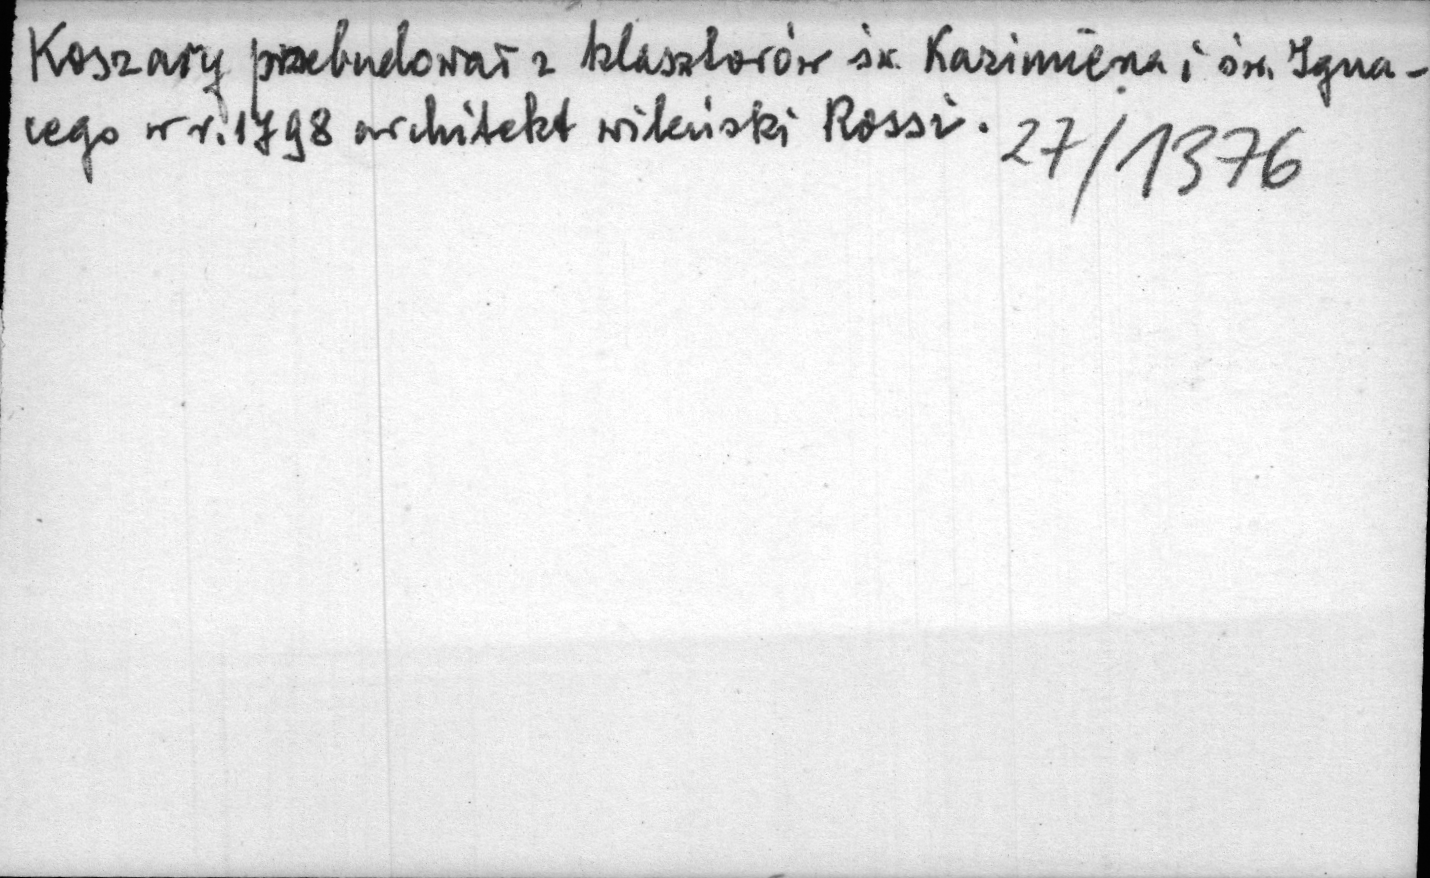 Koszary przebudował z klasztorów św. Kazimierza i św. Igna-
cego w r. 1798 architekt wileński Rossi. 27/1376